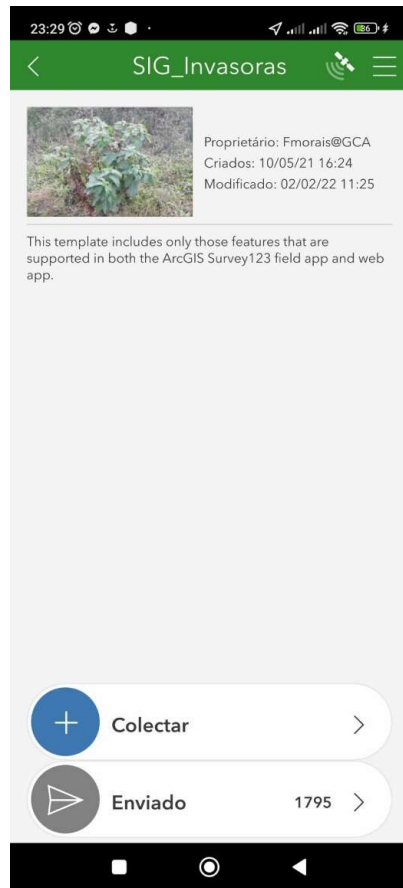 23:29
86
SIG_Invasoras
Proprietário: Fmorais@GCA
Criados: 10/05/21 16:24
Modificado: 02/02/22 11:25
This template includes only those features that are
supported in both the ArcGIS Survey123 field app and web
app.
Colectar
Enviado 1795